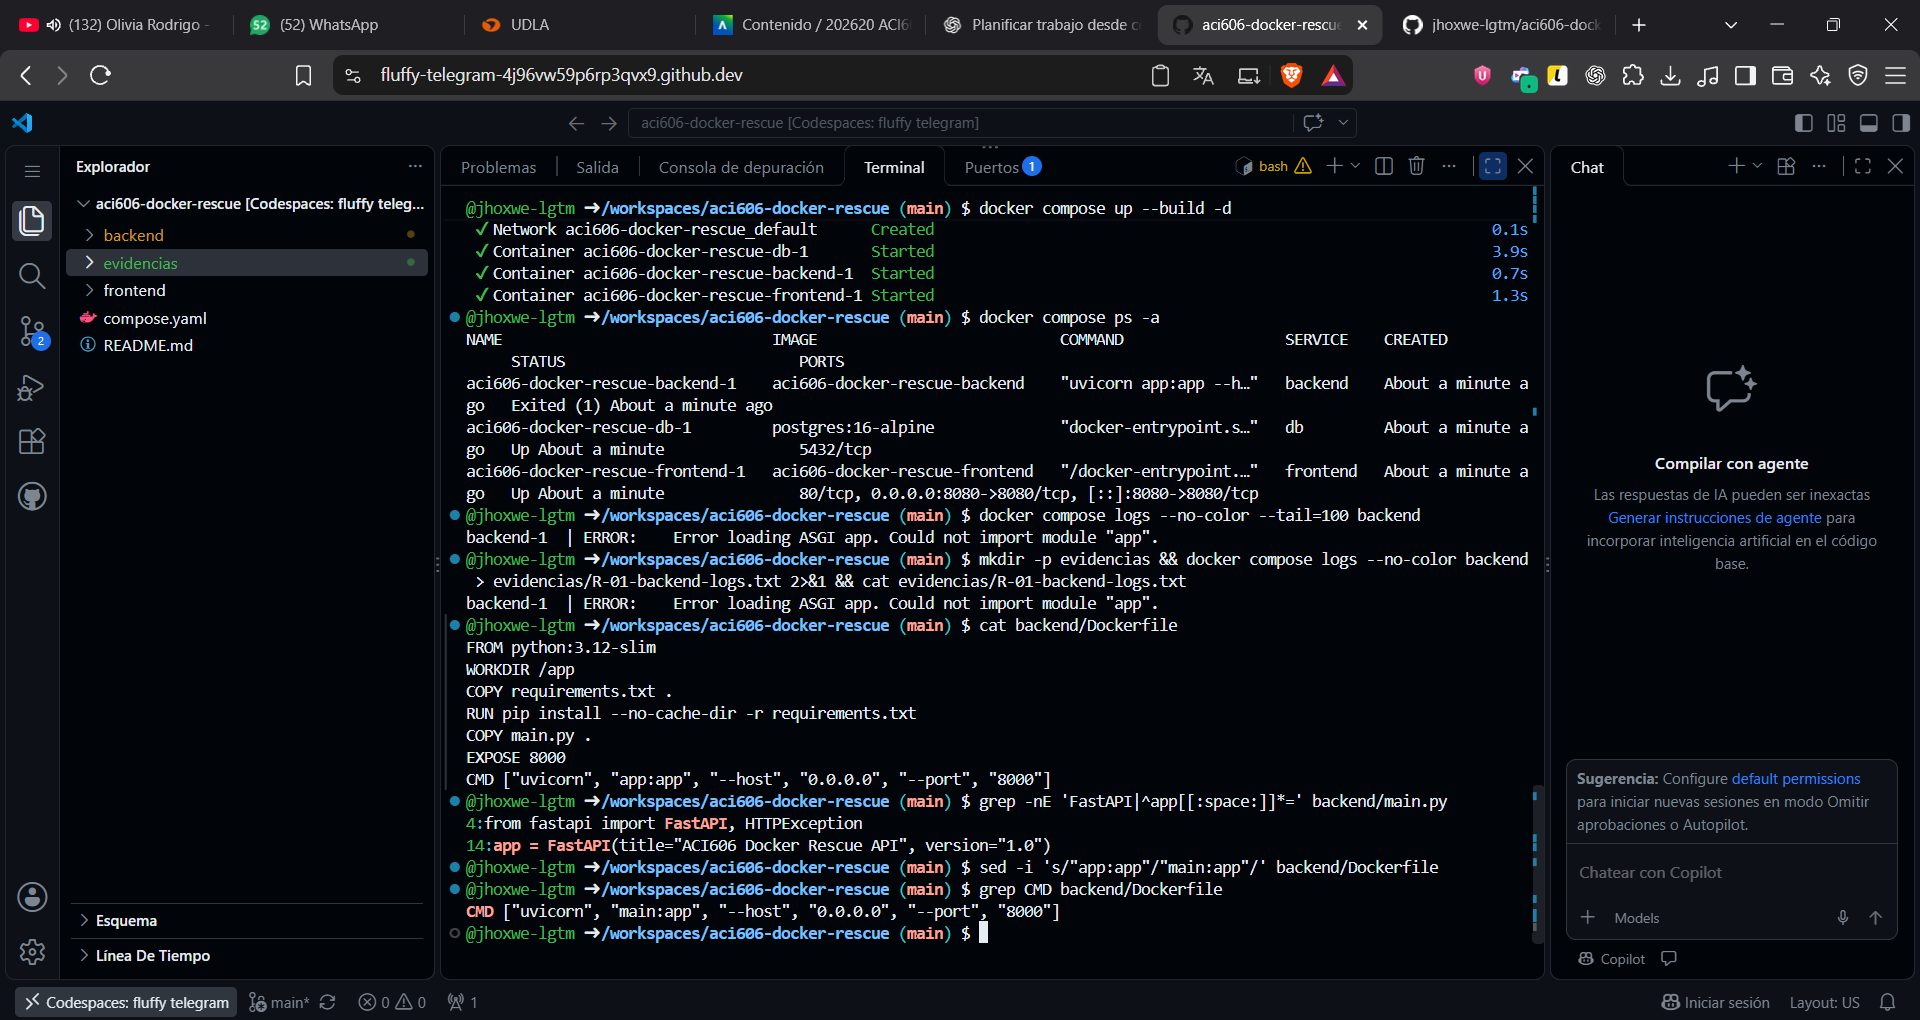 (132) Olivia Rodrigo -
52
(52) WhatsApp
UDLA
Contenido / 202620 ACI6
Planificar trabajo desde c
aci606-docker-rescue
jhoxwe-lgtm/aci606-dock
fluffy-telegram-4j96vw59p6rp3qvx9.github.dev
aci606-docker-rescue [Codespaces: fluffy telegram]
Explorador
aci606-docker-rescue [Codespaces: fluffy teleg...
backend
evidencias
frontend
compose.yaml
README.md
2
Esquema
Línea De Tiempo
Problemas
Salida
Consola de depuración
Terminal
Puertos 1
bash
@jhoxwe-lgtm ➜/workspaces/aci606-docker-rescue (main) $ docker compose up --build -d
✓ Network aci606-docker-rescue_default Created 0.1s
✓ Container aci606-docker-rescue-db-1 Started 3.9s
✓ Container aci606-docker-rescue-backend-1 Started 0.7s
✓ Container aci606-docker-rescue-frontend-1 Started 1.3s
@jhoxwe-lgtm ➜/workspaces/aci606-docker-rescue (main) $ docker compose ps -a
NAME IMAGE COMMAND SERVICE CREATED
STATUS PORTS
aci606-docker-rescue-backend-1 aci606-docker-rescue-backend "uvicorn app:app --h…" backend About a minute a
go Exited (1) About a minute ago
aci606-docker-rescue-db-1 postgres:16-alpine "docker-entrypoint.s…" db About a minute a
go Up About a minute 5432/tcp
aci606-docker-rescue-frontend-1 aci606-docker-rescue-frontend "/docker-entrypoint.…" frontend About a minute a
go Up About a minute 80/tcp, 0.0.0.0:8080->8080/tcp, [::]:8080->8080/tcp
@jhoxwe-lgtm ➜/workspaces/aci606-docker-rescue (main) $ docker compose logs --no-color --tail=100 backend
backend-1 | ERROR: Error loading ASGI app. Could not import module "app".
@jhoxwe-lgtm ➜/workspaces/aci606-docker-rescue (main) $ mkdir -p evidencias && docker compose logs --no-color backend
> evidencias/R-01-backend-logs.txt 2>&1 && cat evidencias/R-01-backend-logs.txt
backend-1 | ERROR: Error loading ASGI app. Could not import module "app".
@jhoxwe-lgtm ➜/workspaces/aci606-docker-rescue (main) $ cat backend/Dockerfile
FROM python:3.12-slim
WORKDIR /app
COPY requirements.txt .
RUN pip install --no-cache-dir -r requirements.txt
COPY main.py .
EXPOSE 8000
CMD ["uvicorn", "app:app", "--host", "0.0.0.0", "--port", "8000"]
@jhoxwe-lgtm ➜/workspaces/aci606-docker-rescue (main) $ grep -nE 'FastAPI|^app[[:space:]]*=' backend/main.py
4:from fastapi import FastAPI, HTTPException
14:app = FastAPI(title="ACI606 Docker Rescue API", version="1.0")
@jhoxwe-lgtm ➜/workspaces/aci606-docker-rescue (main) $ sed -i 's/"app:app"/"main:app"/' backend/Dockerfile
@jhoxwe-lgtm ➜/workspaces/aci606-docker-rescue (main) $ grep CMD backend/Dockerfile
CMD ["uvicorn", "main:app", "--host", "0.0.0.0", "--port", "8000"]
@jhoxwe-lgtm ➜/workspaces/aci606-docker-rescue (main) $
Chat
Compilar con agente
Las respuestas de IA pueden ser inexactas
Generar instrucciones de agente para
incorporar inteligencia artificial en el código
base.
Sugerencia: Configure default permissions
para iniciar nuevas sesiones en modo Omitir
aprobaciones o Autopilot.
Chatear con Copilot
Models
Copilot
Codespaces: fluffy telegram
main*
0
0
1
Iniciar sesión
Layout: US